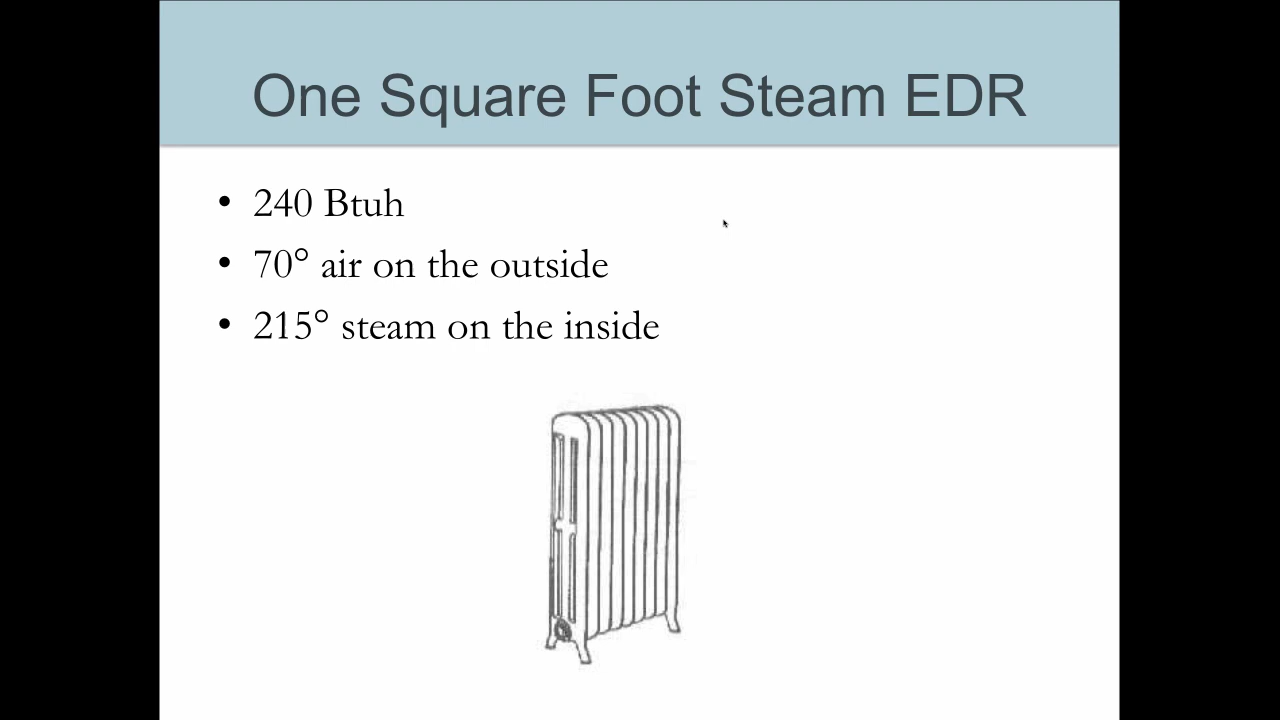 One Square Foot Steam EDR
• 240 Btuh
• 70° air on the outside
• 215° steam on the inside